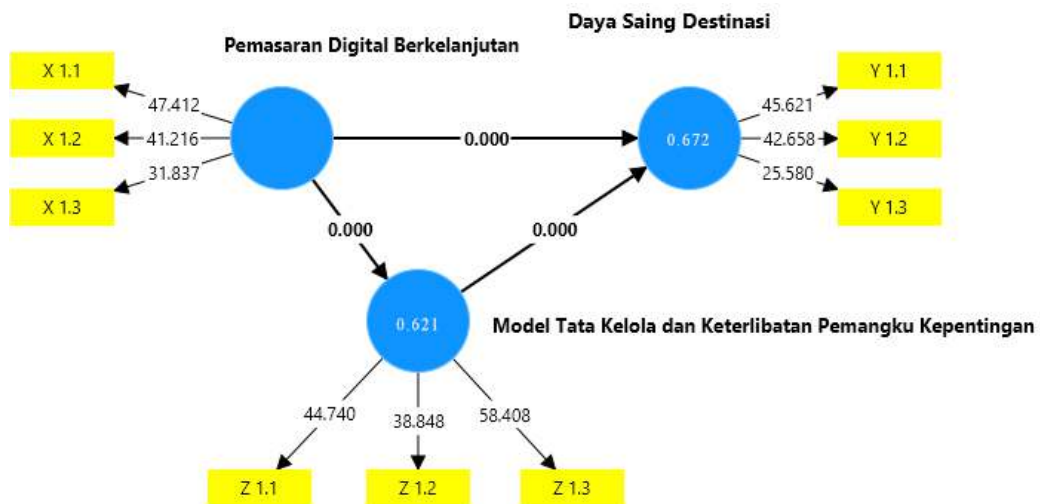 Daya Saing Destinasi
Pemasaran Digital Berkelanjutan
X 1.1
X 1.2
X 1.3
47.412
41.216
31.837
0.000
0.672
45.621
42.658
25.580
Y 1.1
Y 1.2
Y 1.3
0.000
0.000
0.621
Model Tata Kelola dan Keterlibatan Pemangku Kepentingan
44.740
38.848
58.408
Z 1.1
Z 1.2
Z 1.3